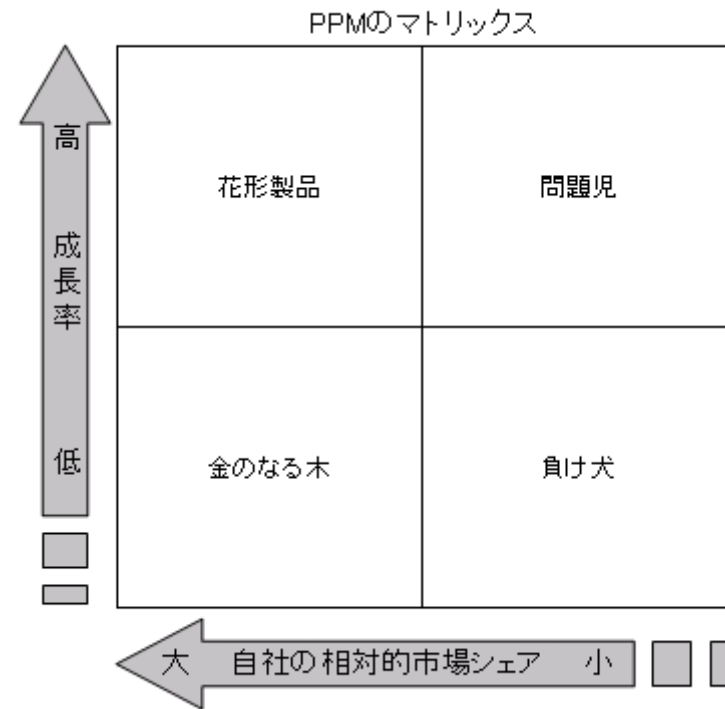 PPMのマトリックス
高
花形製品
問題児
成長率
低
金のなる木
負け犬
大 自社の相対的市場シェア 小